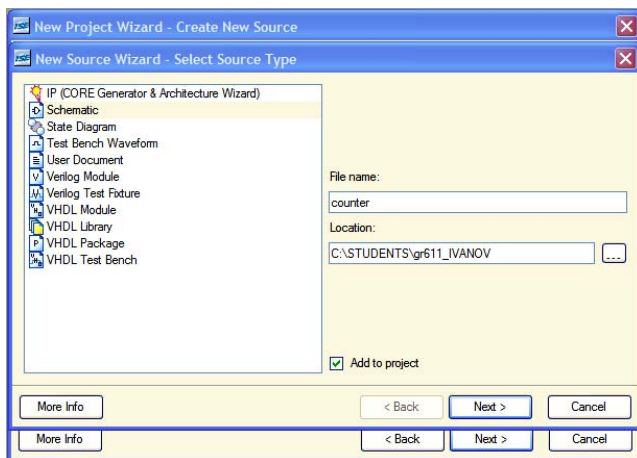 ISE New Project Wizard - Create New Source
ISE New Source Wizard - Select Source Type
IP (CORE Generator & Architecture Wizard)
Schematic
State Diagram
Test Bench Waveform
User Document
Verilog Module
Verilog Test Fixture
VHDL Module
VHDL Library
VHDL Package
VHDL Test Bench
File name:
counter
Location:
C:\STUDENTS\gr611_IVANOV
...
Add to project
More Info < Back Next > Cancel
More Info < Back Next > Cancel